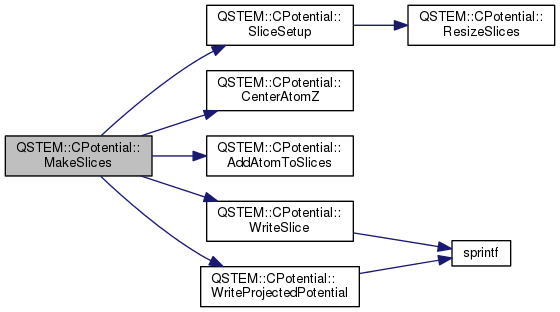 QSTEM::CPotential::
MakeSlices
QSTEM::CPotential::
SliceSetup
QSTEM::CPotential::
ResizeSlices
QSTEM::CPotential::
CenterAtomZ
QSTEM::CPotential::
AddAtomToSlices
QSTEM::CPotential::
WriteSlice
QSTEM::CPotential::
WriteProjectedPotential
sprintf